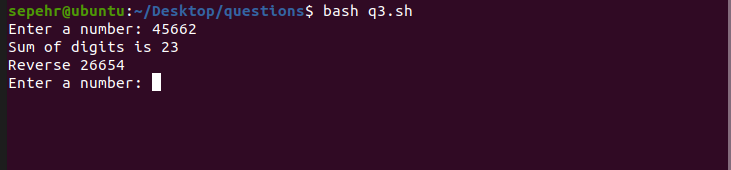 sepehr@ubuntu:~/Desktop/questions$ bash q3.sh
Enter a number: 45662
Sum of digits is 23
Reverse 26654
Enter a number: